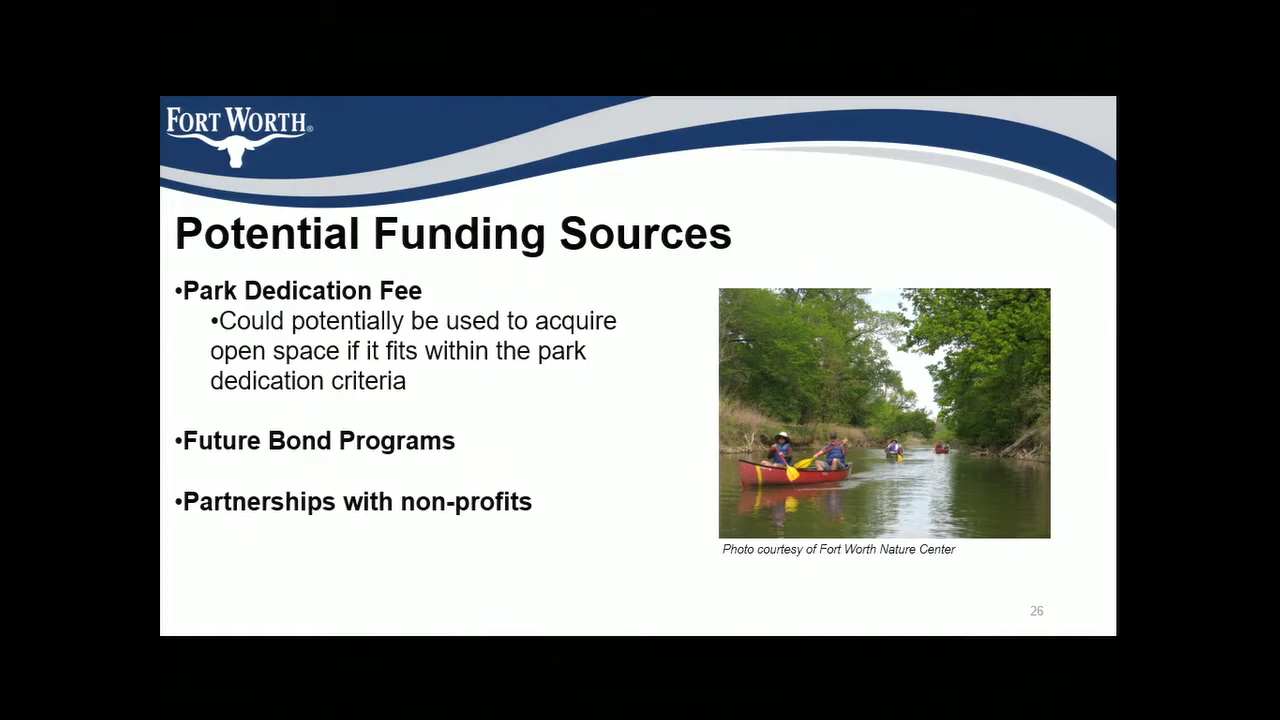 FORT WORTH®
Potential Funding Sources
•Park Dedication Fee
•Could potentially be used to acquire
open space if it fits within the park
dedication criteria
•Future Bond Programs
•Partnerships with non-profits
Photo courtesy of Fort Worth Nature Center
26